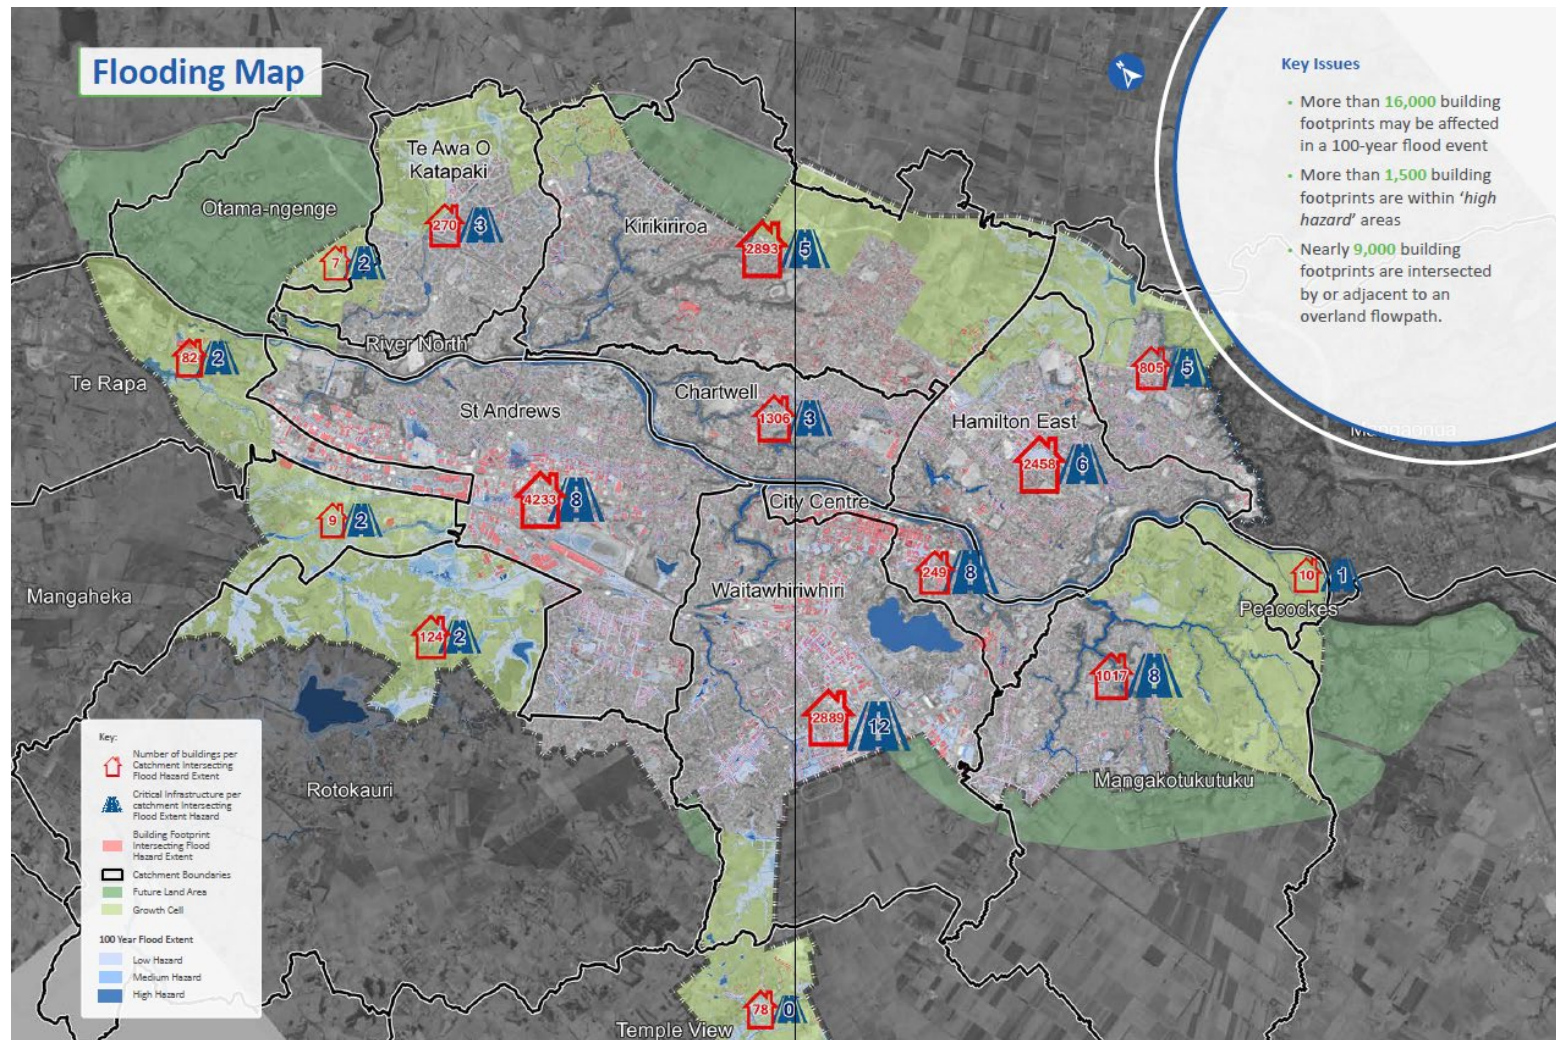 Flooding Map
N
Key Issues
• More than 16,000 building
footprints may be affected
in a 100-year flood event
• More than 1,500 building
footprints are within ‘high
hazard’ areas
• Nearly 9,000 building
footprints are intersected
by or adjacent to an
overland flowpath.
Te Awa O
Katapaki
270 3
Otama-ngenge
7 2
Kirikiriroa
2893 5
River North
82 2
Te Rapa
St Andrews
Chartwell
1306 3
805 5
Hamilton East
2458 6
Mangaonga
4233 8
City Centre
9 2
249 8
10 1
Peacockes
Mangaheka
Waitawhiriwhiri
124 2
1017 8
2889 12
Mangakotukutuku
Rotokauri
78 0
Temple View
Key:
Number of buildings per
Catchment Intersecting
Flood Hazard Extent
Critical Infrastructure per
catchment Intersecting
Flood Extent Hazard
Building Footprint
Intersecting Flood
Hazard Extent
Catchment Boundaries
Future Land Area
Growth Cell
100 Year Flood Extent
Low Hazard
Medium Hazard
High Hazard